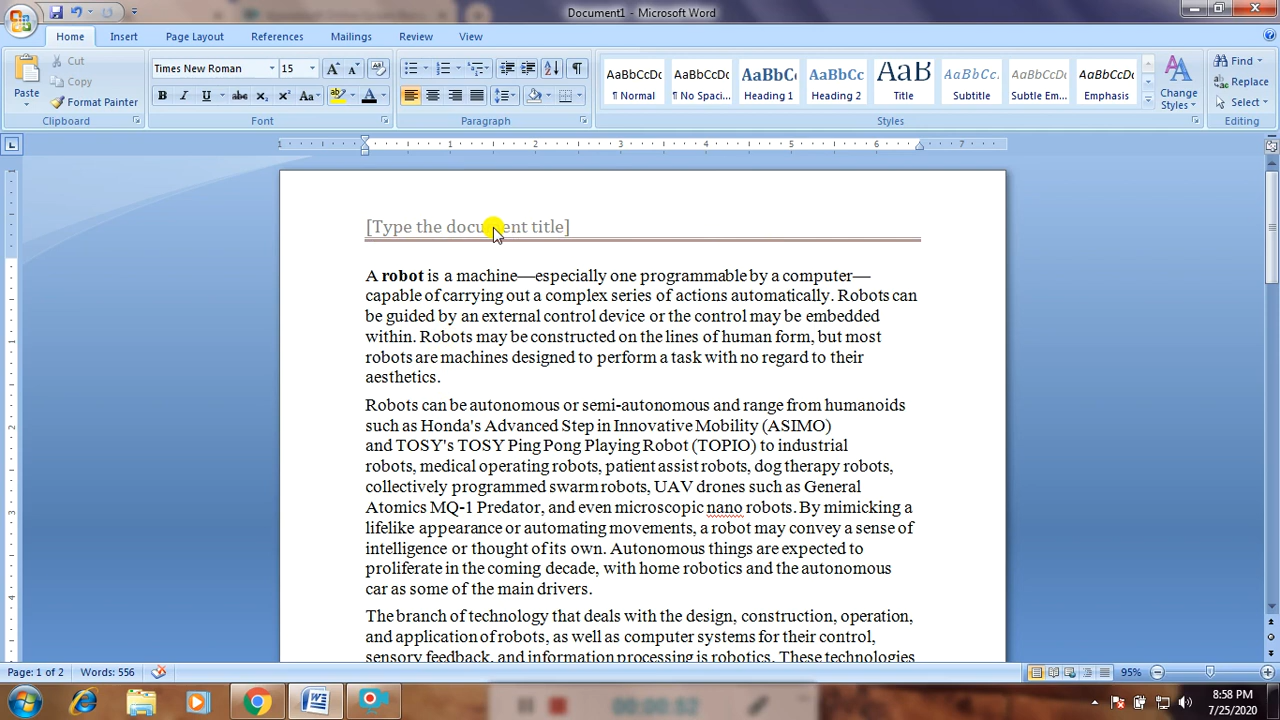 Document1 - Microsoft Word
Home Insert Page Layout References Mailings Review View
Paste
Cut
Copy
Format Painter
Clipboard
Times New Roman 15
Font
Paragraph
AaBbCcDc AaBbCcDc AaBbC AaBbCc AaB AaBbCc. AaBbCcDc AaBbCcDc
¶ Normal ¶ No Spaci... Heading 1 Heading 2 Title Subtitle Subtle Em... Emphasis
Change Styles
Styles
Find
Replace
Select
Editing
1 1 2 3 4 5 6 7
[Type the document title]
A robot is a machine—especially one programmable by a computer—
capable of carrying out a complex series of actions automatically. Robots can
be guided by an external control device or the control may be embedded
within. Robots may be constructed on the lines of human form, but most
robots are machines designed to perform a task with no regard to their
aesthetics.
Robots can be autonomous or semi-autonomous and range from humanoids
such as Honda's Advanced Step in Innovative Mobility (ASIMO)
and TOSY's TOSY Ping Pong Playing Robot (TOPIO) to industrial
robots, medical operating robots, patient assist robots, dog therapy robots,
collectively programmed swarm robots, UAV drones such as General
Atomics MQ-1 Predator, and even microscopic nano robots. By mimicking a
lifelike appearance or automating movements, a robot may convey a sense of
intelligence or thought of its own. Autonomous things are expected to
proliferate in the coming decade, with home robotics and the autonomous
car as some of the main drivers.
The branch of technology that deals with the design, construction, operation,
and application of robots, as well as computer systems for their control,
sensory feedback, and information processing is robotics. These technologies
Page: 1 of 2 Words: 556 95%
00:00:52
8:58 PM
7/25/2020